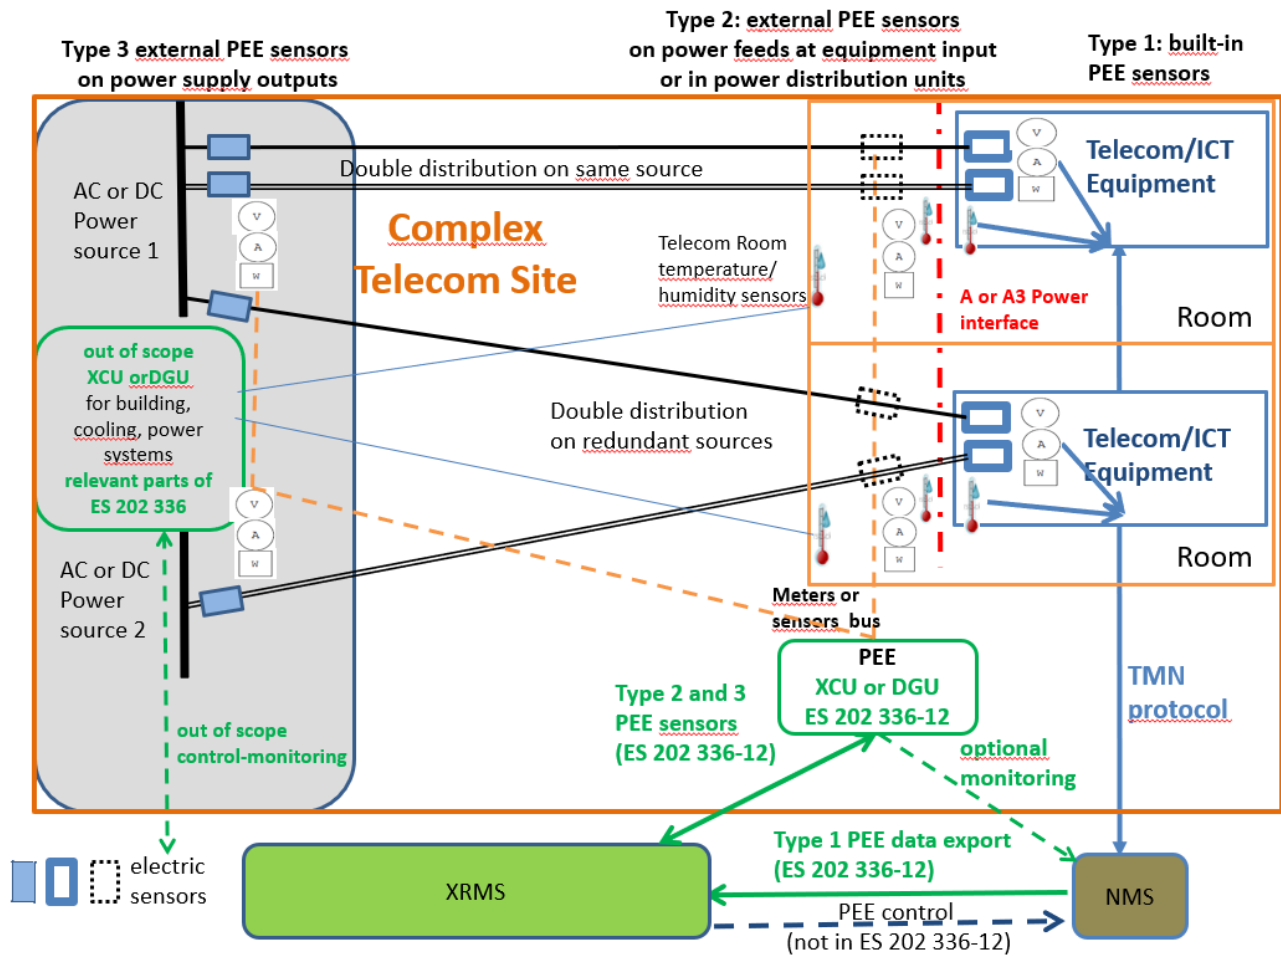 Type 3 external PEE sensors
on power supply outputs
Type 2: external PEE sensors
on power feeds at equipment input
or in power distribution units
Type 1: built-in
PEE sensors
Double distribution on same source
AC or DC
Power
source 1
V
A
W
Complex
Telecom Site
Telecom Room
temperature/
humidity sensors
V
A
W
V
A
W
Telecom/ICT
Equipment
A or A3 Power
interface
Room
out of scope
XCU orDGU
for building,
cooling, power
systems
relevant parts of
ES 202 336
Double distribution
on redundant sources
V
A
W
Telecom/ICT
Equipment
V
A
W
V
A
W
Room
AC or DC
Power
source 2
Meters or
sensors bus
PEE
XCU or DGU
ES 202 336-12
Type 2 and 3
PEE sensors
(ES 202 336-12)
TMN
protocol
out of scope
control-monitoring
optional
monitoring
Type 1 PEE data export
(ES 202 336-12)
electric
sensors
XRMS
NMS
PEE control
(not in ES 202 336-12)